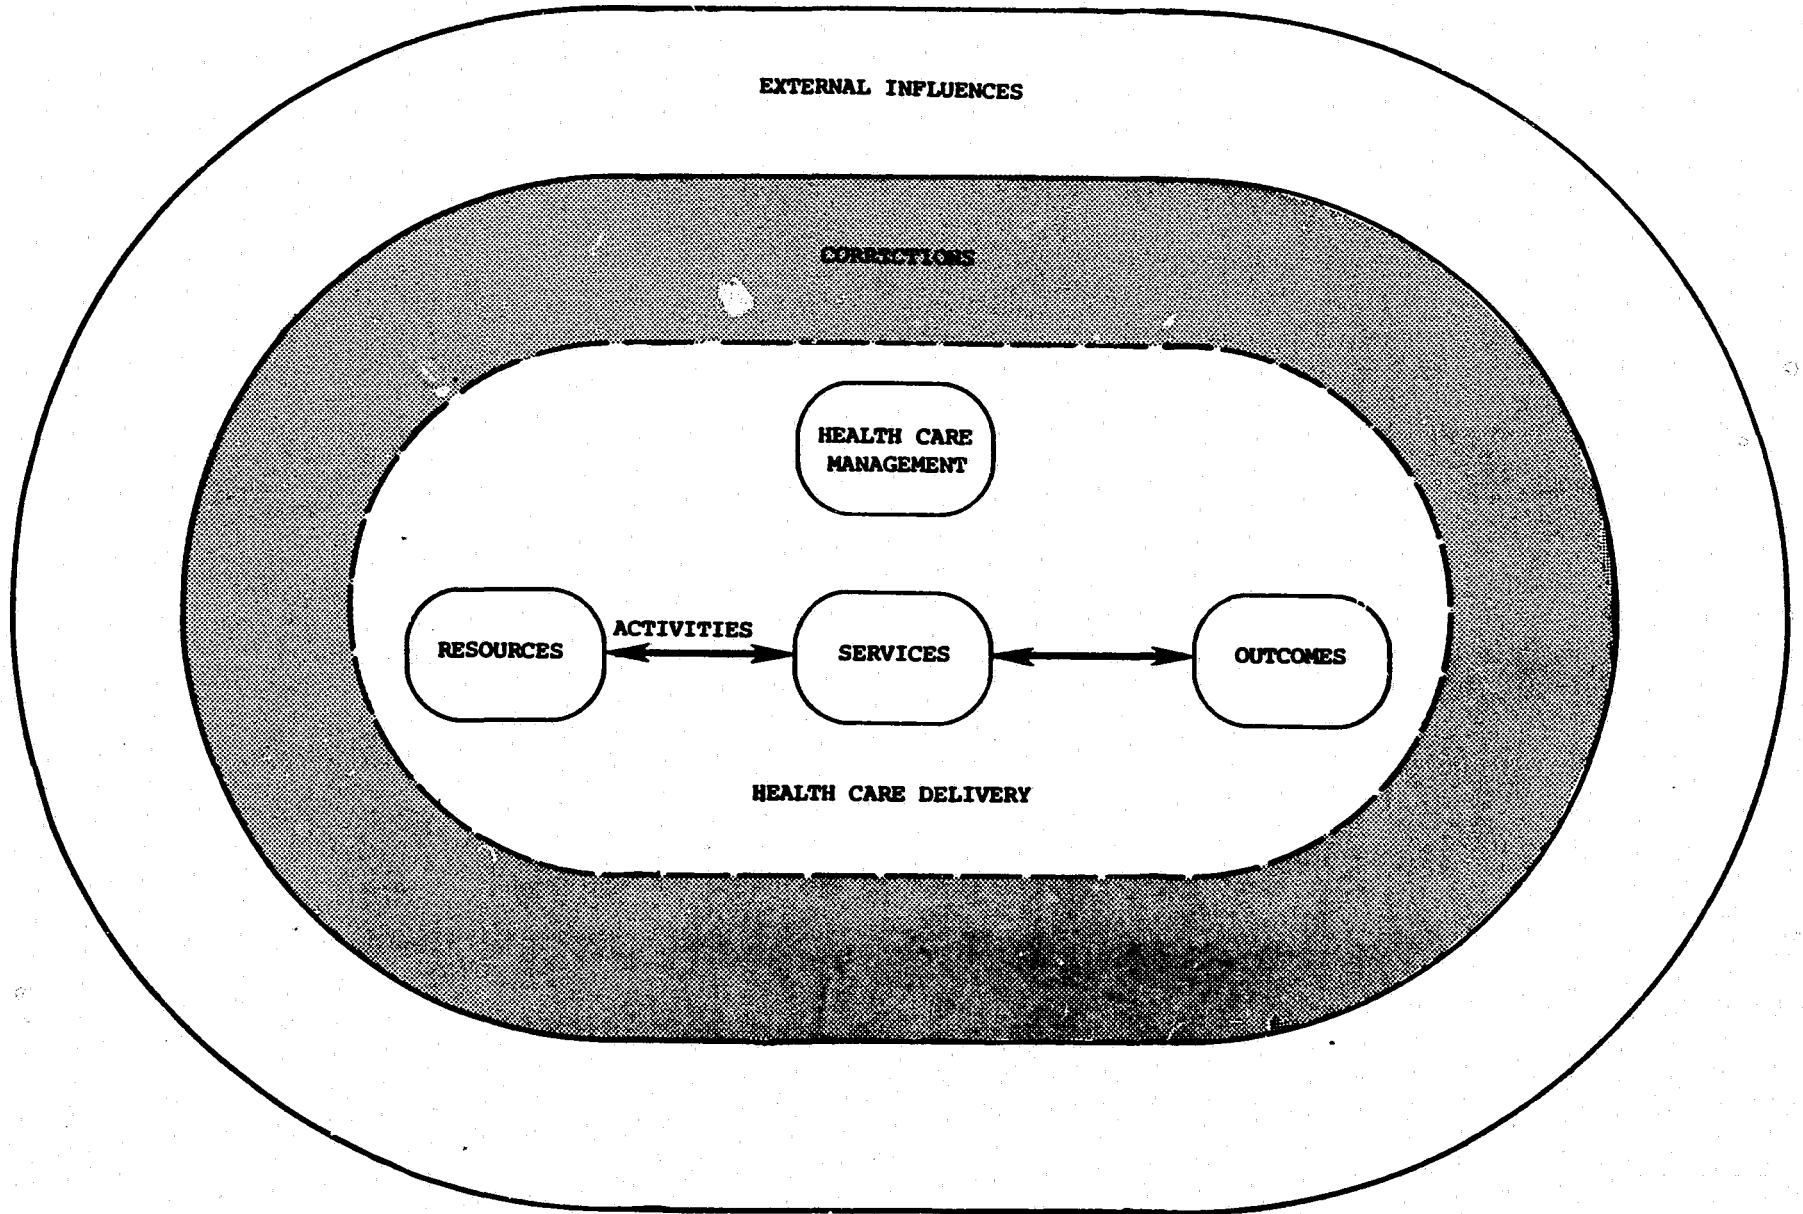 EXTERNAL INFLUENCES
CORRECTIONS
HEALTH CARE
MANAGEMENT
ACTIVITIES
RESOURCES
SERVICES
OUTCOMES
HEALTH CARE DELIVERY